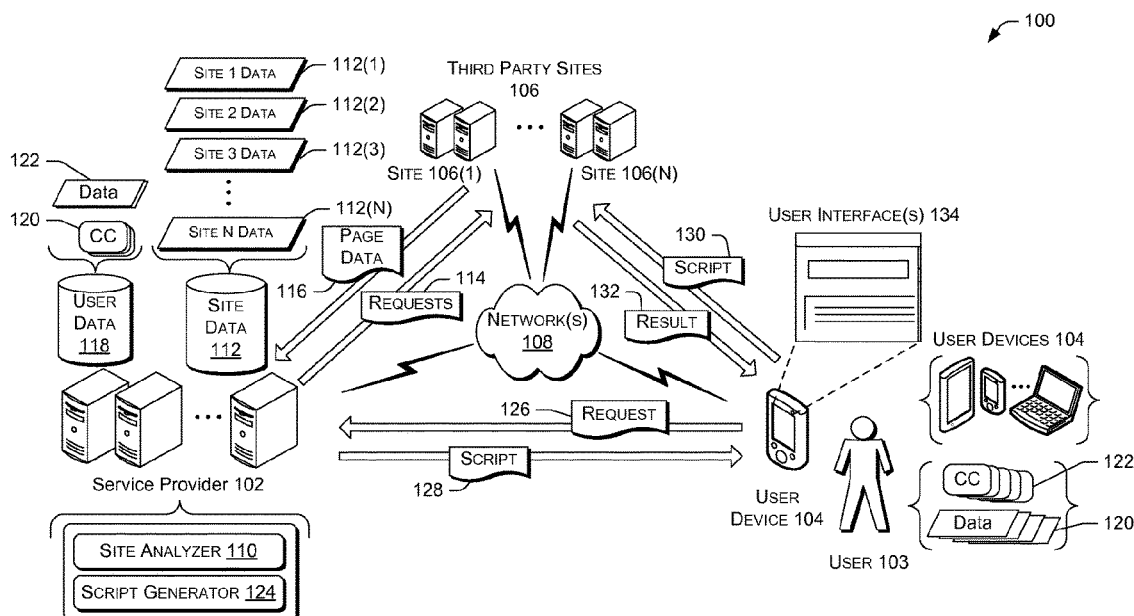 100
SITE 1 DATA
112(1)
SITE 2 DATA
112(2)
SITE 3 DATA
112(3)
SITE N DATA
112(N)
122
Data
120
CC
USER
DATA
118
SITE
DATA
112
THIRD PARTY SITES
106
SITE 106(1)
SITE 106(N)
PAGE
DATA
116
114
REQUESTS
NETWORK(S)
108
130
SCRIPT
132
RESULT
USER INTERFACE(S) 134
USER DEVICES 104
126
REQUEST
SCRIPT
128
USER
DEVICE 104
USER 103
CC
122
Data
120
Service Provider 102
SITE ANALYZER 110
SCRIPT GENERATOR 124